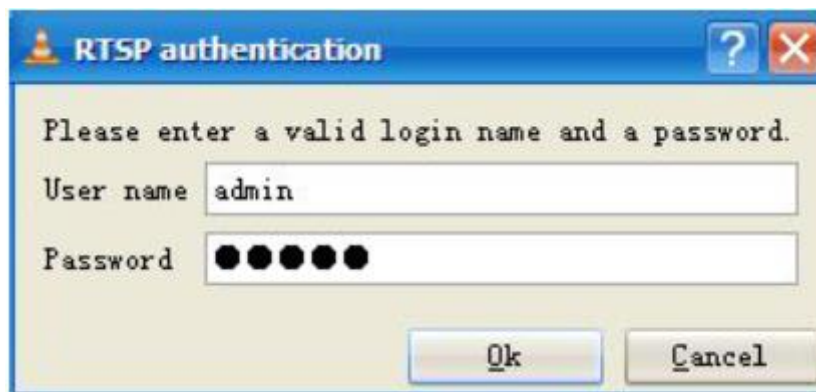 RTSP authentication
Please enter a valid login name and a password.
User name admin
Password ●●●●●
Ok Cancel